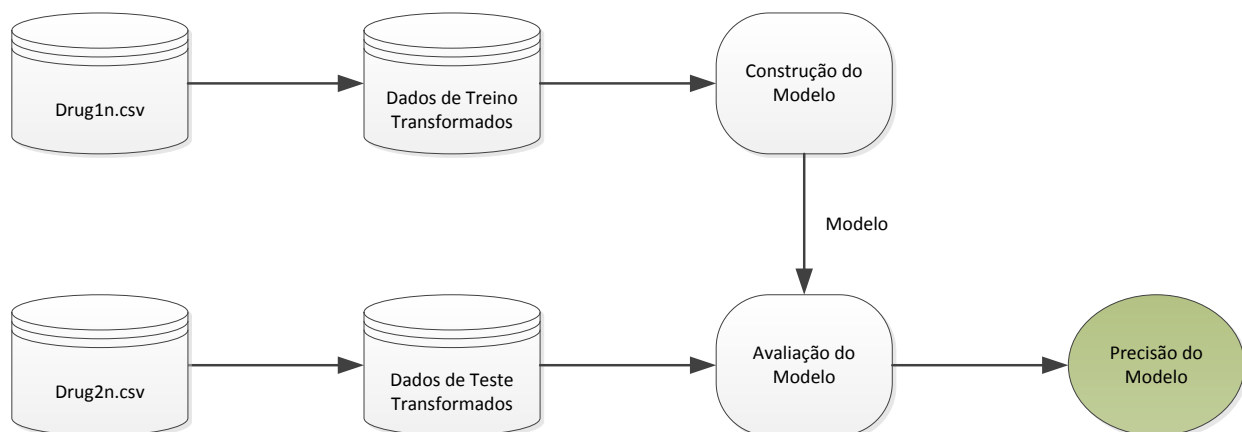 Drug1n.csv
Dados de Treino
Transformados
Construção do
Modelo
Modelo
Drug2n.csv
Dados de Teste
Transformados
Avaliação do
Modelo
Precisão do
Modelo